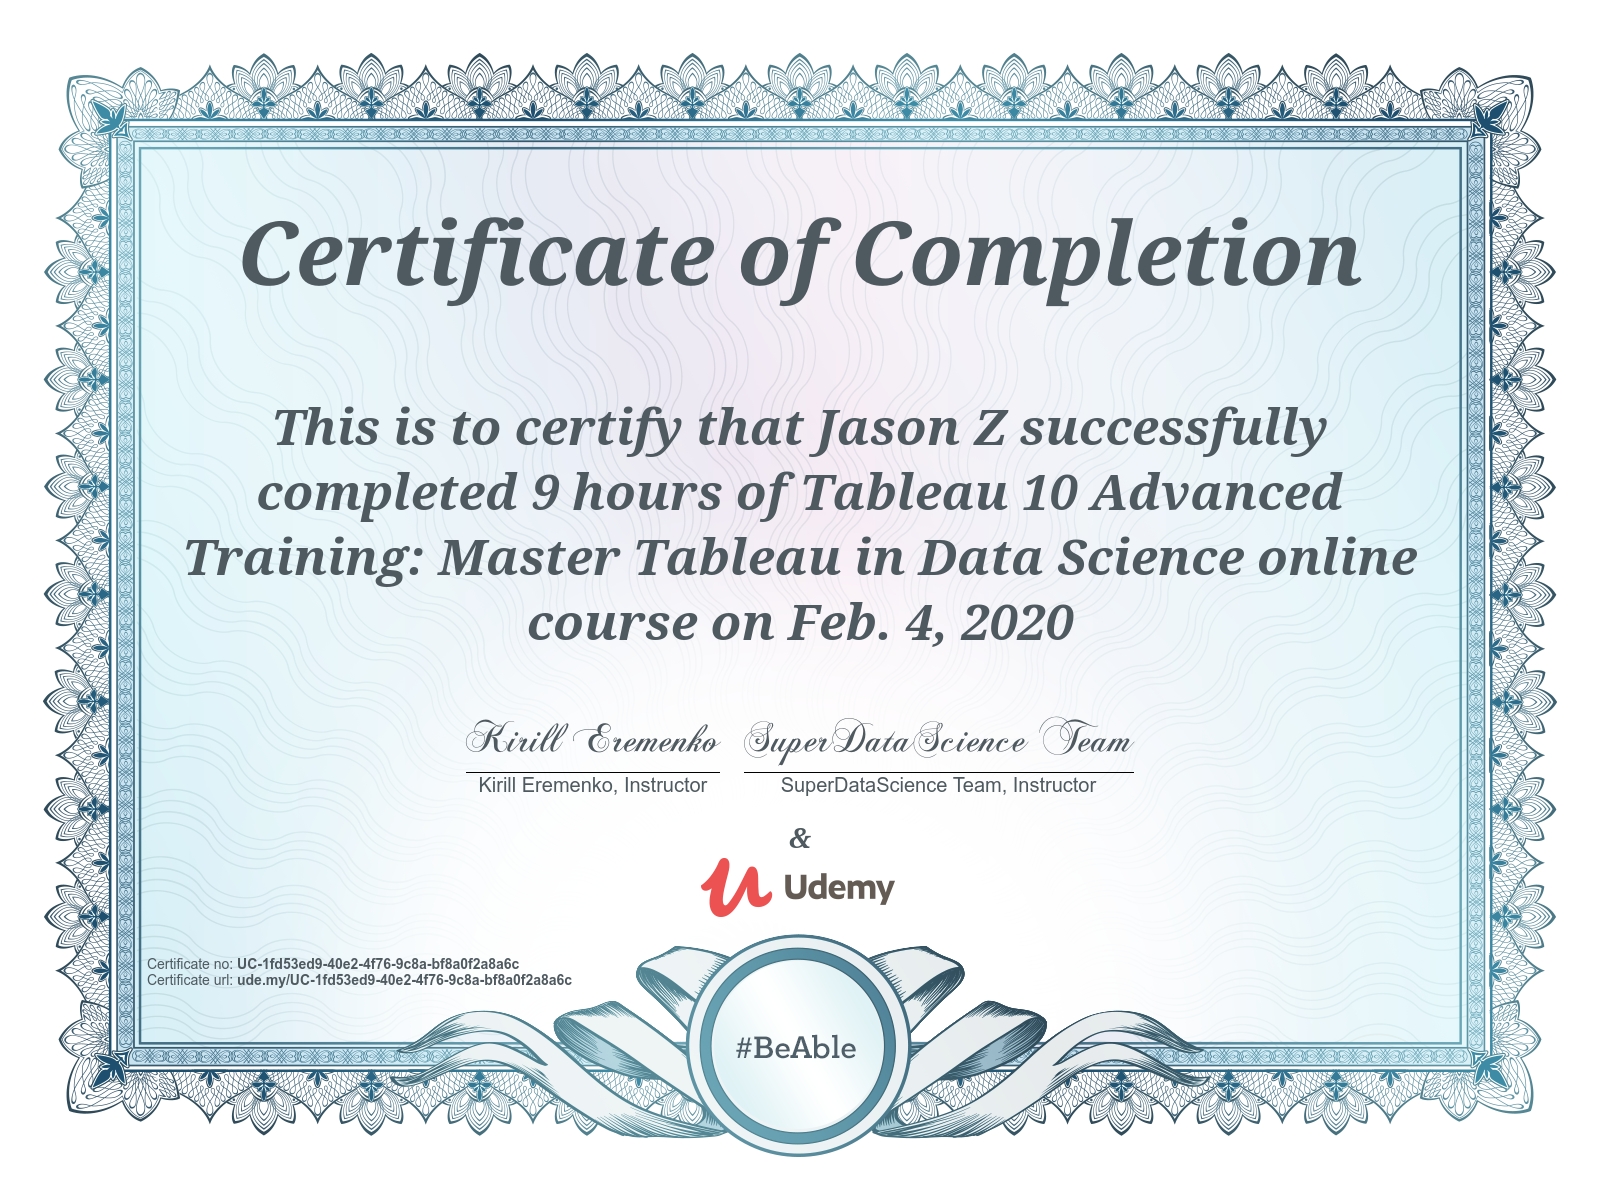 Certificate of Completion
This is to certify that Jason Z successfully
completed 9 hours of Tableau 10 Advanced
Training: Master Tableau in Data Science online
course on Feb. 4, 2020
Kirill Eremenko SuperDataScience Team
Kirill Eremenko, Instructor SuperDataScience Team, Instructor
&
Udemy
Certificate no: UC-1fd53ed9-40e2-4f76-9c8a-bf8a0f2a8a6c
Certificate url: ude.my/UC-1fd53ed9-40e2-4f76-9c8a-bf8a0f2a8a6c
#BeAble